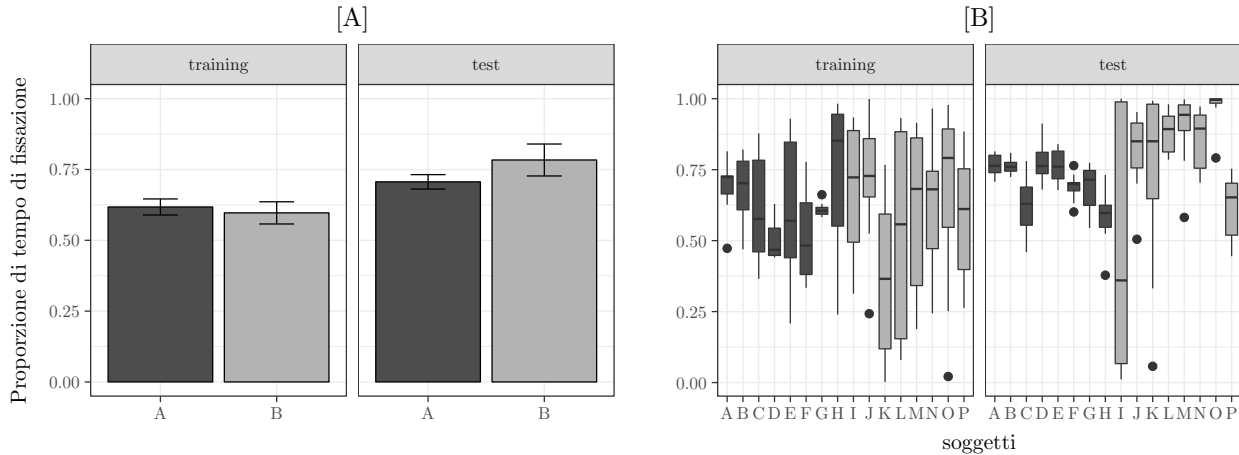 [A]
[B]
Proporzione di tempo di fissazione
training
test
1.00
0.75
0.50
0.25
0.00
A
B
A
B
training
test
1.00
0.75
0.50
0.25
0.00
A B C D E F G H I J K L M N O P
A B C D E F G H I J K L M N O P
soggetti